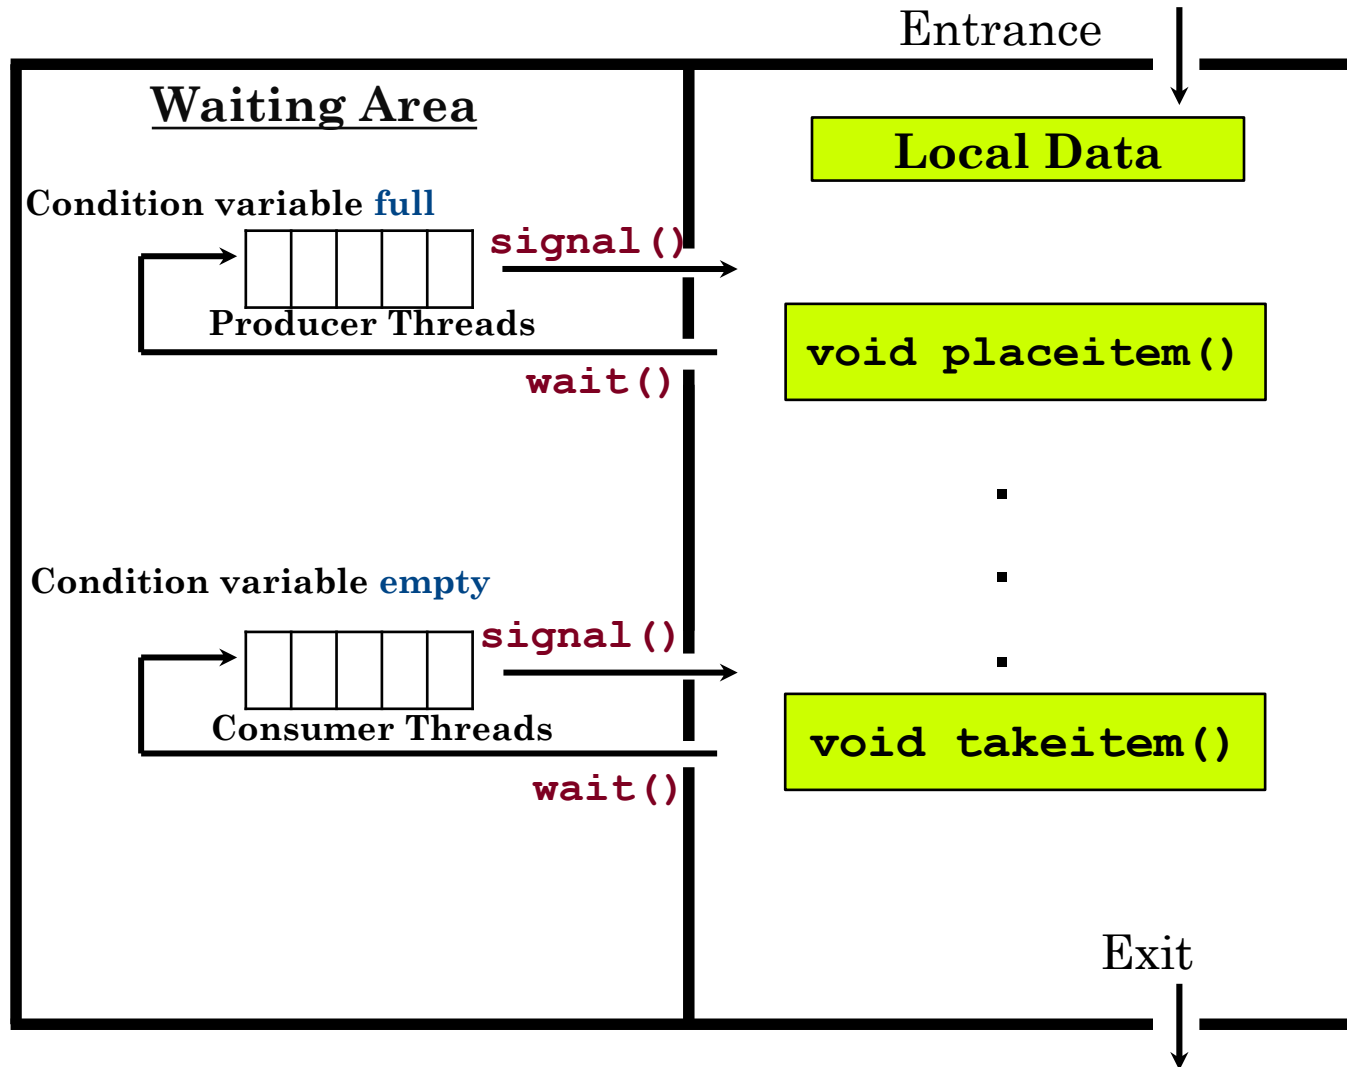 Entrance
Waiting Area
Local Data
Condition variable full
signal()
Producer Threads
void placeitem()
wait()
.
.
.
Condition variable empty
signal()
Consumer Threads
void takeitem()
wait()
Exit